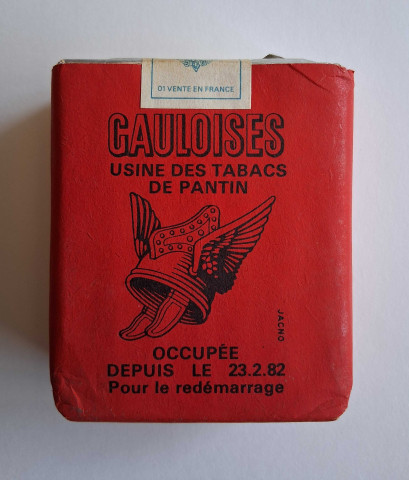 01 VENTE EN FRANCE
GAULOISES
USINE DES TABACS
DE PANTIN
JACNO
OCCUPÉE
DEPUIS LE 23.2.82
Pour le redémarrage